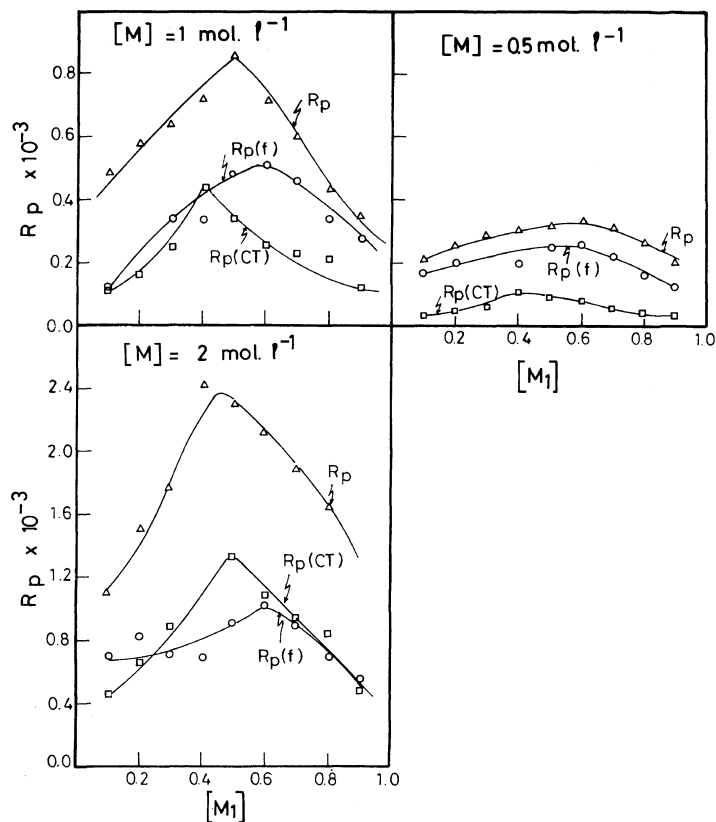 [M] = 1 mol. l⁻¹
[M] = 0.5 mol. l⁻¹
0.8
0.6
0.4
0.2
0.0
Rp x 10⁻³
Rp
Rp(f)
Rp(CT)
Rp
Rp(f)
Rp(CT)
0.0
0.2
0.4
0.6
0.8
1.0
[M₁]
[M] = 2 mol. l⁻¹
2.4
2.0
1.6
1.2
0.8
0.4
0.0
Rp x 10⁻³
Rp
Rp(CT)
Rp(f)
0.2
0.4
0.6
0.8
[M₁]